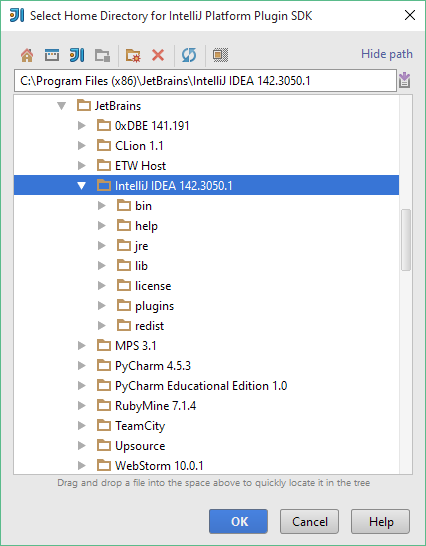 Select Home Directory for IntelliJ Platform Plugin SDK
Hide path
C:\Program Files (x86)\JetBrains\IntelliJ IDEA 142.3050.1
JetBrains
0xDBE 141.191
CLion 1.1
ETW Host
IntelliJ IDEA 142.3050.1
bin
help
jre
lib
license
plugins
redist
MPS 3.1
PyCharm 4.5.3
PyCharm Educational Edition 1.0
RubyMine 7.1.4
TeamCity
Upsource
WebStorm 10.0.1
Drag and drop a file into the space above to quickly locate it in the tree
OK
Cancel
Help